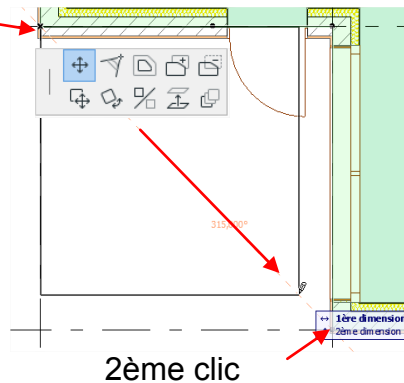 315,00°
1ère dimension
2ème dimension
2ème clic